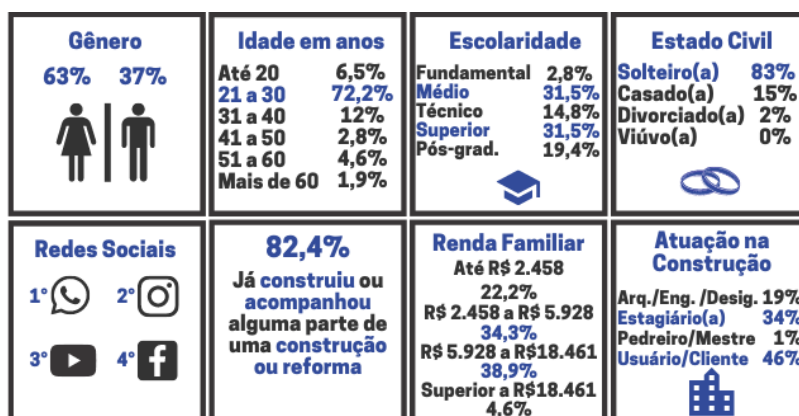 Gênero
63% 37%
Idade em anos
Até 20 6,5%
21 a 30 72,2%
31 a 40 12%
41 a 50 2,8%
51 a 60 4,6%
Mais de 60 1,9%
Escolaridade
Fundamental 2,8%
Médio 31,5%
Técnico 14,8%
Superior 31,5%
Pós-grad. 19,4%
Estado Civil
Solteiro(a) 83%
Casado(a) 15%
Divorciado(a) 2%
Viúvo(a) 0%
Redes Sociais
1° 2°
3° 4°
82,4%
Já construiu ou
acompanhou
alguma parte de
uma construção
ou reforma
Renda Familiar
Até R$ 2.458
22,2%
R$ 2.458 a R$ 5.928
34,3%
R$ 5.928 a R$18.461
38,9%
Superior a R$18.461
4,6%
Atuação na
Construção
Arq./Eng. /Desig. 19%
Estagiário(a) 34%
Pedreiro/Mestre 1%
Usuário/Cliente 46%